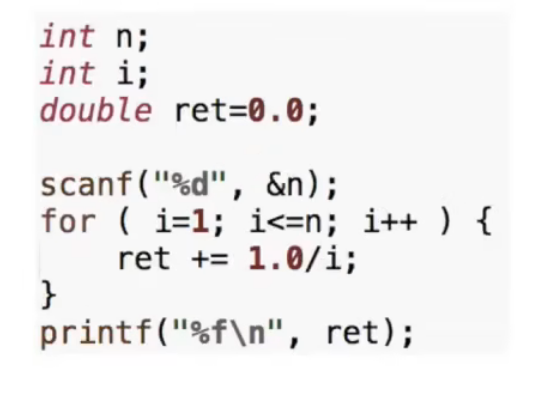 int n;
int i;
double ret=0.0;

scanf("%d", &n);
for ( i=1; i<=n; i++ ) {
    ret += 1.0/i;
}
printf("%f\n", ret);